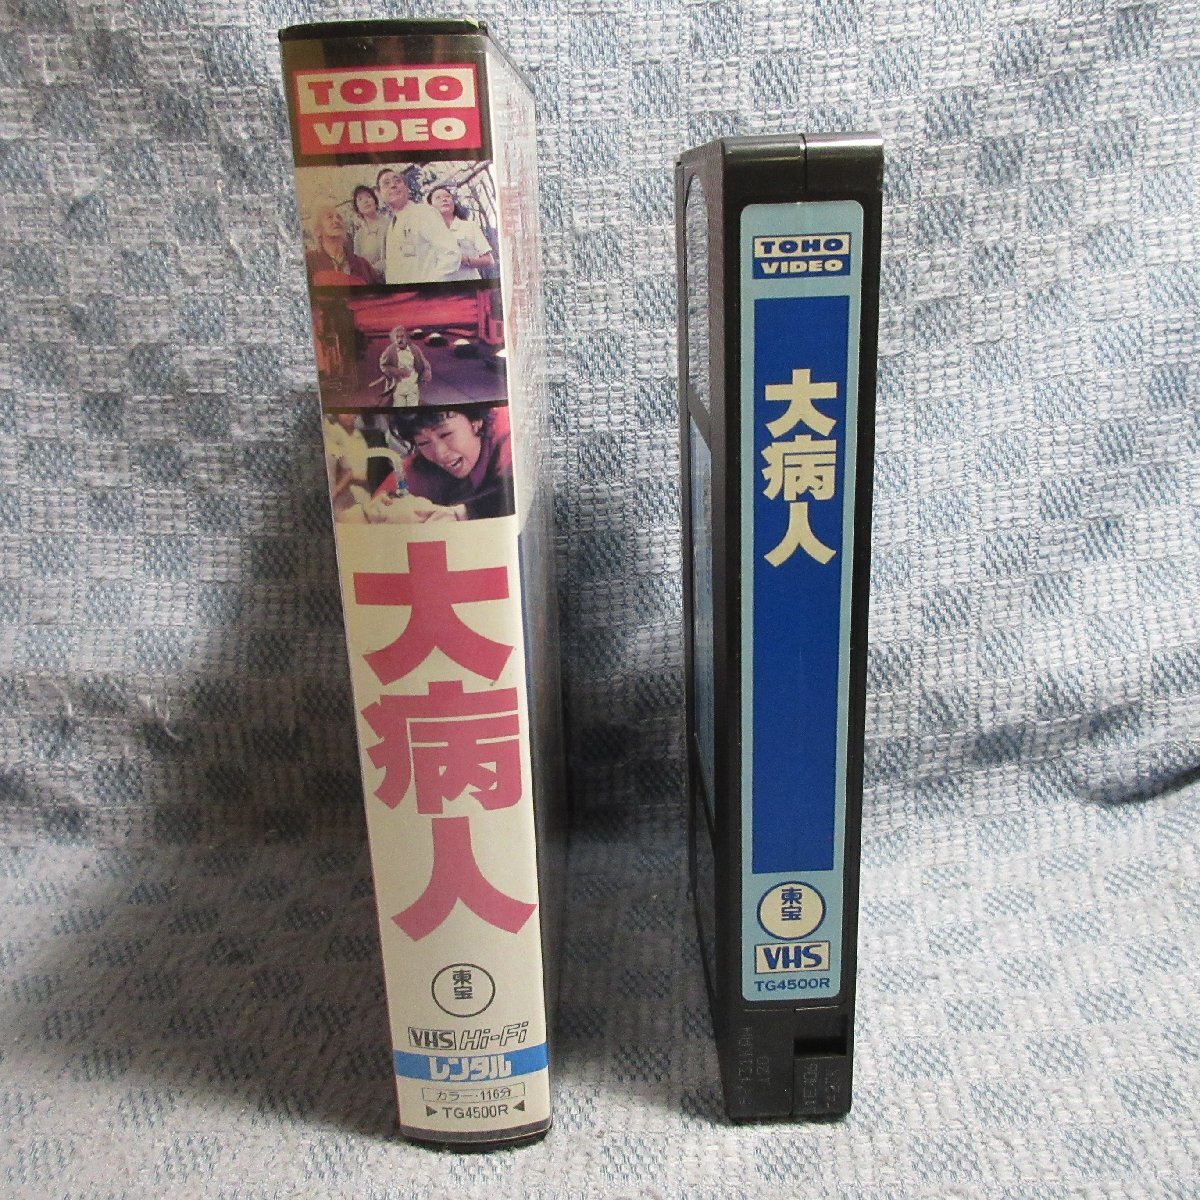 TOHO
VIDEO
大病人
東宝
VHS Hi-Fi
レンタル
カラー・116分
▶ TG4500R ◀
TOHO
VIDEO
大病人
東宝
VHS
TG4500R